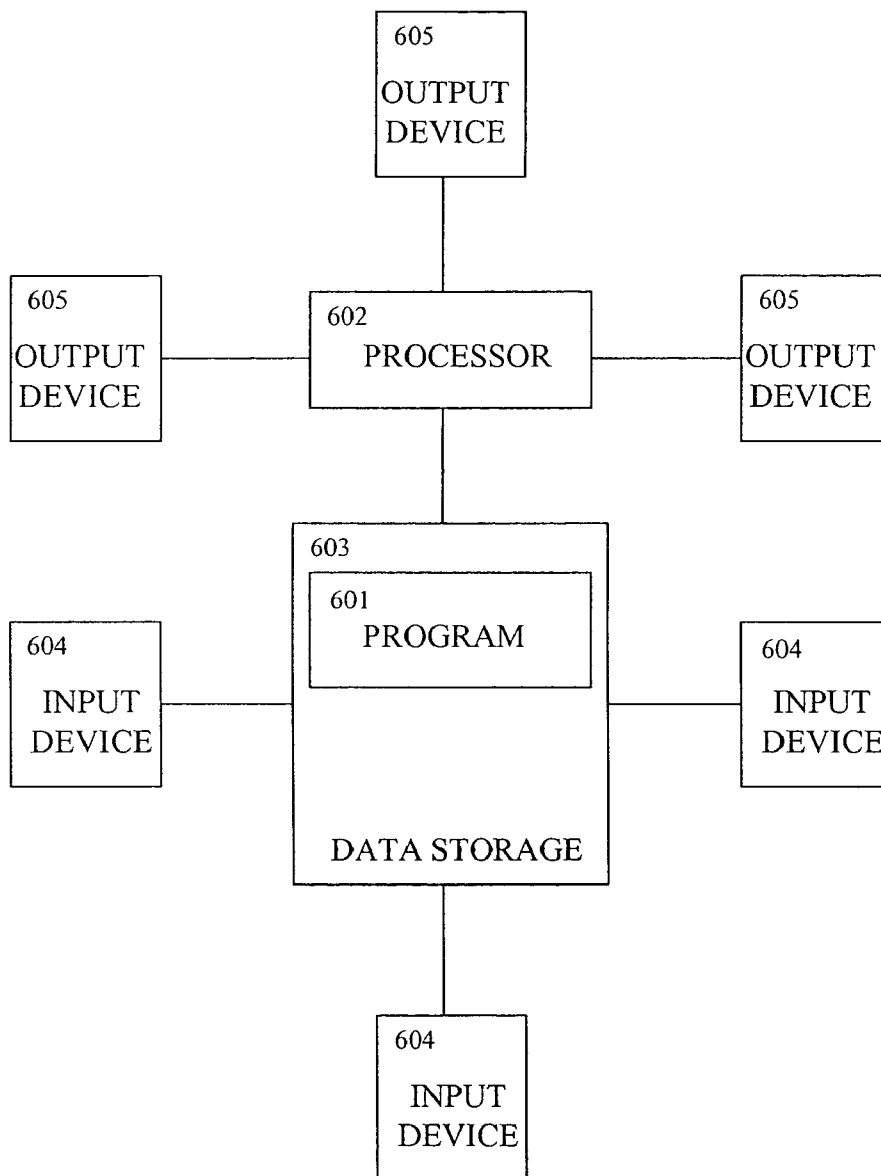 605
OUTPUT
DEVICE
605
OUTPUT
DEVICE
602
PROCESSOR
605
OUTPUT
DEVICE
603
601
PROGRAM
DATA STORAGE
604
INPUT
DEVICE
604
INPUT
DEVICE
604
INPUT
DEVICE